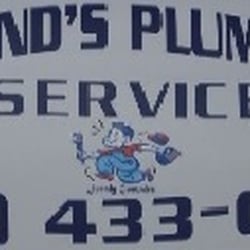 ND'S PLUM
SERVICE
433-